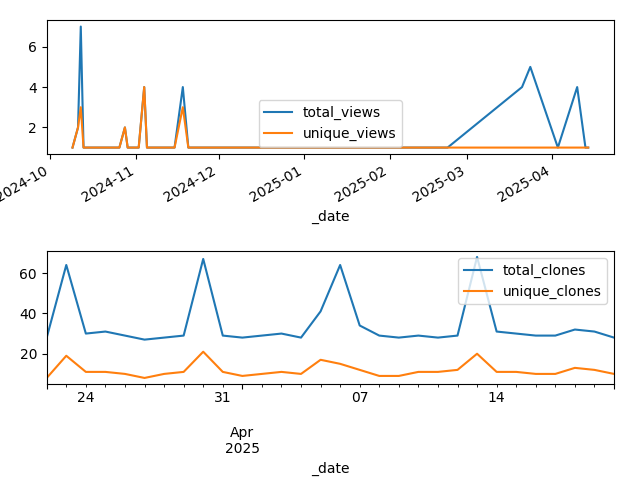 6
4
2
total_views
unique_views
2024-10
2024-11
2024-12
2025-01
2025-02
2025-03
2025-04
_date
60
40
20
total_clones
unique_clones
24
31
07
14
Apr
2025
_date